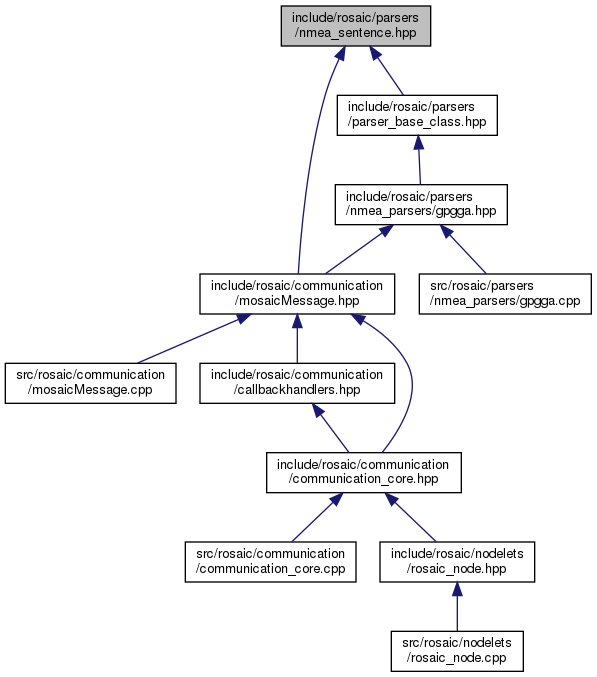 include/rosaic/parsers
/nmea_sentence.hpp
include/rosaic/parsers
/parser_base_class.hpp
include/rosaic/parsers
/nmea_parsers/gpgga.hpp
include/rosaic/communication
/mosaicMessage.hpp
src/rosaic/parsers
/nmea_parsers/gpgga.cpp
src/rosaic/communication
/mosaicMessage.cpp
include/rosaic/communication
/callbackhandlers.hpp
include/rosaic/communication
/communication_core.hpp
src/rosaic/communication
/communication_core.cpp
include/rosaic/nodelets
/rosaic_node.hpp
src/rosaic/nodelets
/rosaic_node.cpp